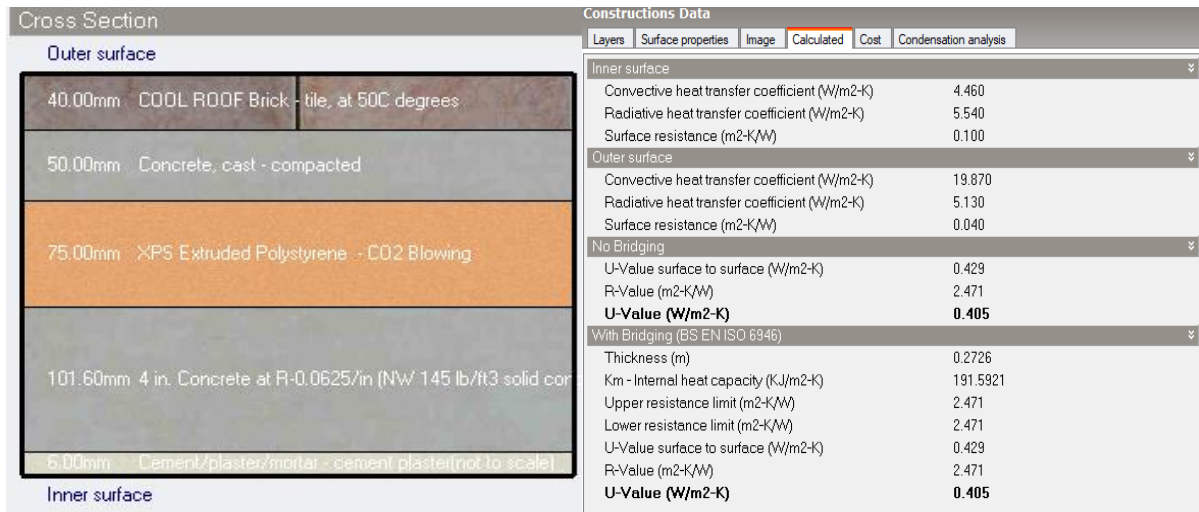 Cross Section
Outer surface
40.00mm COOL ROOF Brick - tile, at 50C degrees
50.00mm Concrete, cast - compacted
75.00mm XPS Extruded Polystyrene - CO2 Blowing
101.60mm 4 in. Concrete at R-0.0625/in (NW 145 lb/ft3 solid con
6.00mm Cement/plaster/mortar - cement plaster(not to scale)
Inner surface
Constructions Data
Layers Surface properties Image Calculated Cost Condensation analysis
Inner surface
Convective heat transfer coefficient (W/m2-K) 4.460
Radiative heat transfer coefficient (W/m2-K) 5.540
Surface resistance (m2-K/W) 0.100
Outer surface
Convective heat transfer coefficient (W/m2-K) 19.870
Radiative heat transfer coefficient (W/m2-K) 5.130
Surface resistance (m2-K/W) 0.040
No Bridging
U-Value surface to surface (W/m2-K) 0.429
R-Value (m2-K/W) 2.471
U-Value (W/m2-K) 0.405
With Bridging (BS EN ISO 6946)
Thickness (m) 0.2726
Km - Internal heat capacity (KJ/m2-K) 191.5921
Upper resistance limit (m2-K/W) 2.471
Lower resistance limit (m2-K/W) 2.471
U-Value surface to surface (W/m2-K) 0.429
R-Value (m2-K/W) 2.471
U-Value (W/m2-K) 0.405